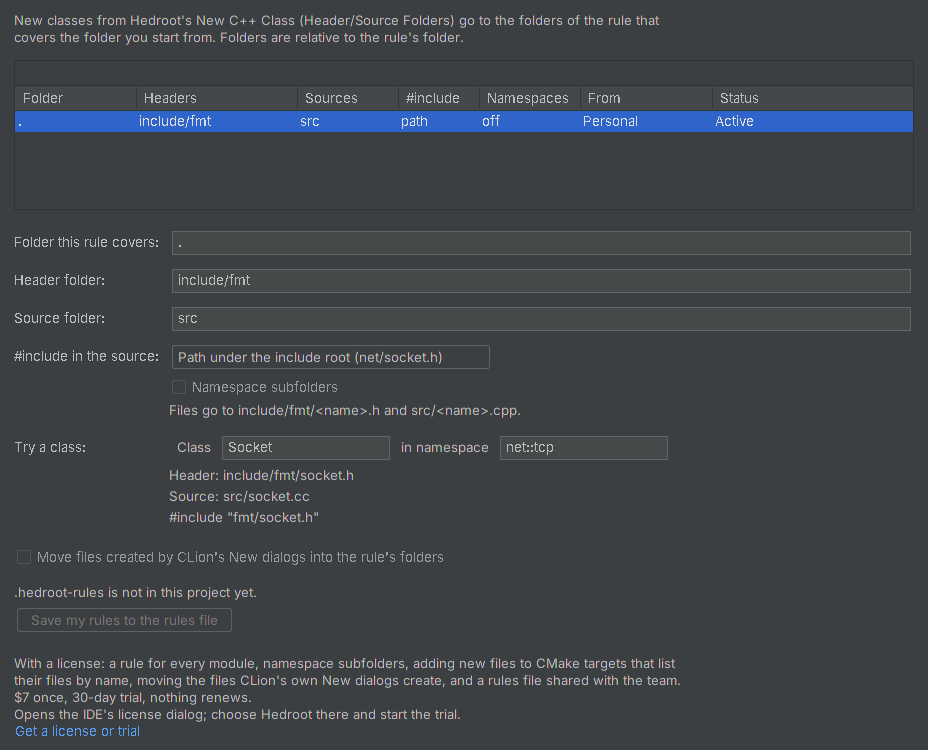 New classes from Hedroot's New C++ Class (Header/Source Folders) go to the folders of the rule that
covers the folder you start from. Folders are relative to the rule's folder.
Folder Headers Sources #include Namespaces From Status
. include/fmt src path off Personal Active
Folder this rule covers: .
Header folder: include/fmt
Source folder: src
#include in the source: Path under the include root (net/socket.h)
Namespace subfolders
Files go to include/fmt/<name>.h and src/<name>.cpp.
Try a class: Class Socket in namespace net::tcp
Header: include/fmt/socket.h
Source: src/socket.cc
#include "fmt/socket.h"
Move files created by CLion's New dialogs into the rule's folders
.hedroot-rules is not in this project yet.
Save my rules to the rules file
With a license: a rule for every module, namespace subfolders, adding new files to CMake targets that list
their files by name, moving the files CLion's own New dialogs create, and a rules file shared with the team.
$7 once, 30-day trial, nothing renews.
Opens the IDE's license dialog; choose Hedroot there and start the trial.
Get a license or trial